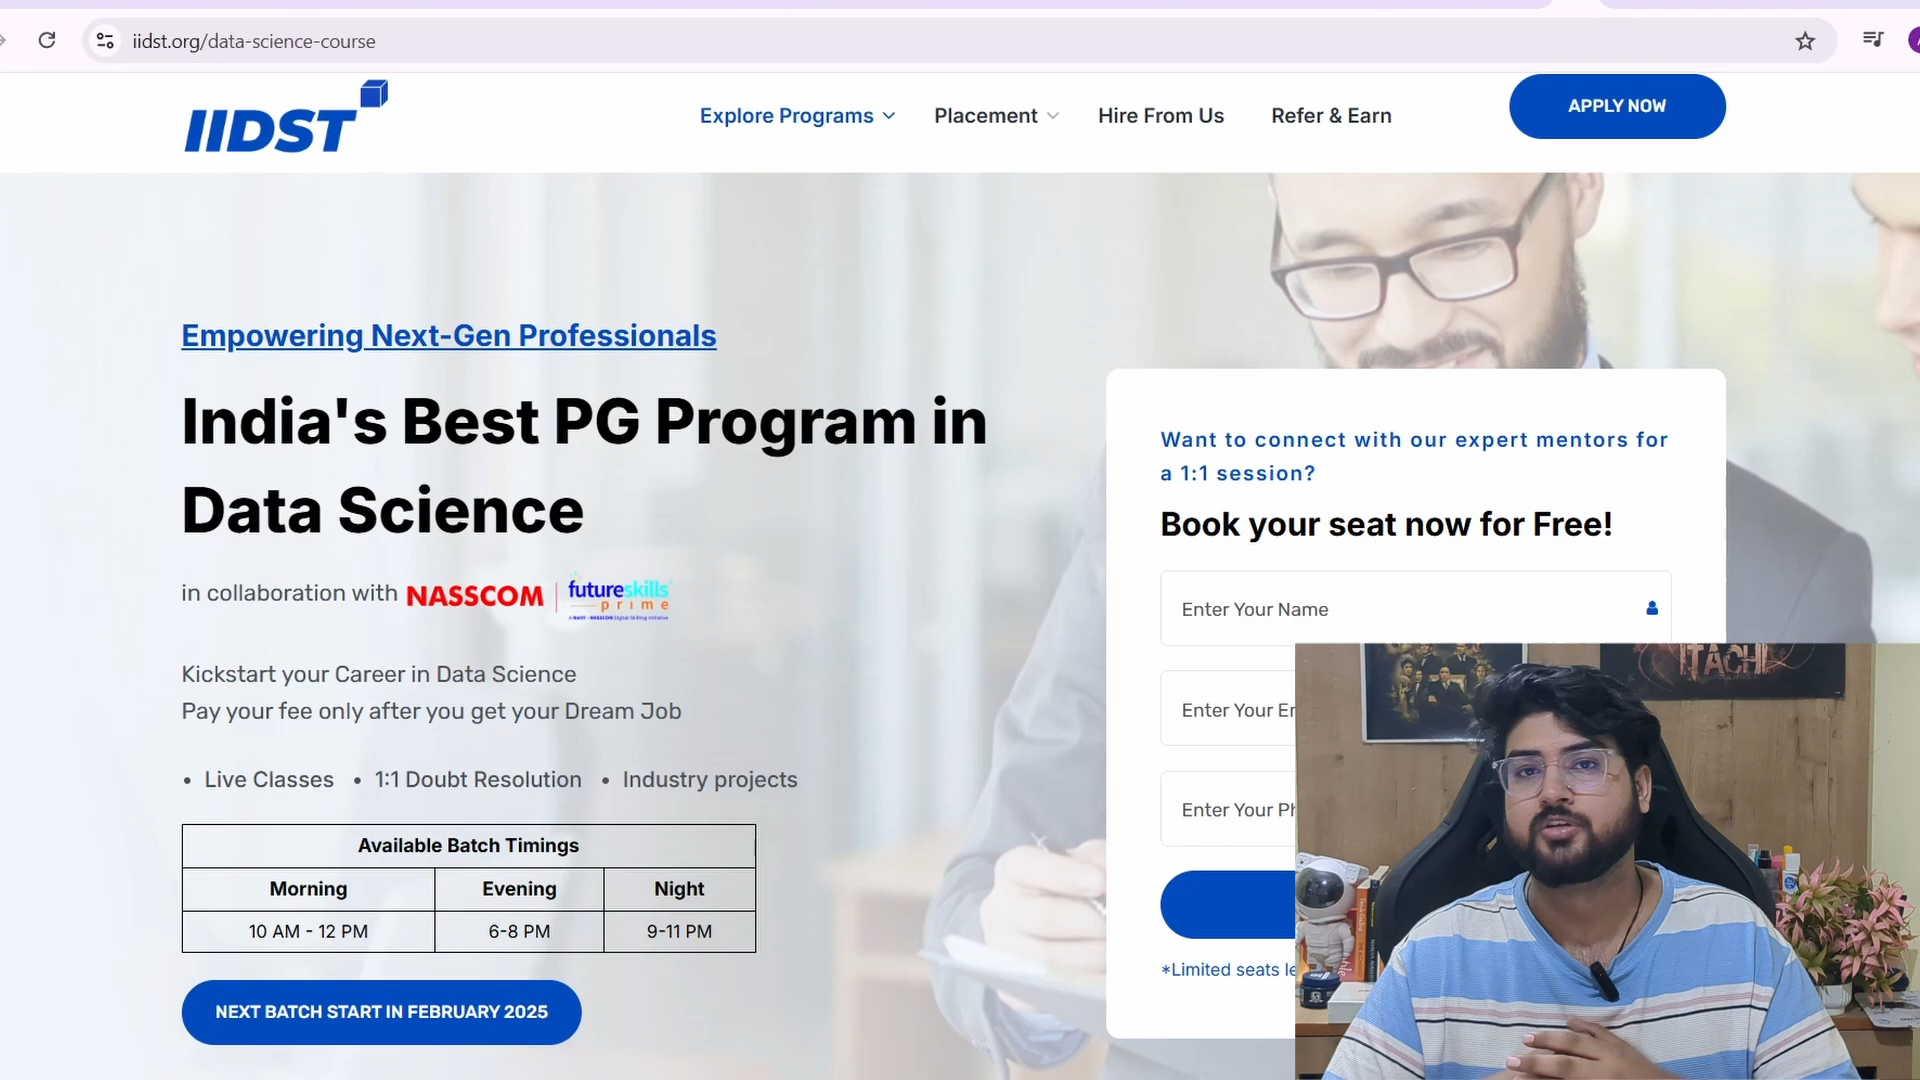 iidst.org/data-science-course
IIDST
Explore Programs
Placement
Hire From Us
Refer & Earn
APPLY NOW
Empowering Next-Gen Professionals
India's Best PG Program in
Data Science
in collaboration with NASSCOM futureskills
prime
Kickstart your Career in Data Science
Pay your fee only after you get your Dream Job
• Live Classes • 1:1 Doubt Resolution • Industry projects
Available Batch Timings
Morning Evening Night
10 AM - 12 PM 6-8 PM 9-11 PM
NEXT BATCH START IN FEBRUARY 2025
Want to connect with our expert mentors for
a 1:1 session?
Book your seat now for Free!
Enter Your Name
Enter Your
Enter Your
*Limited seats
ITACHI